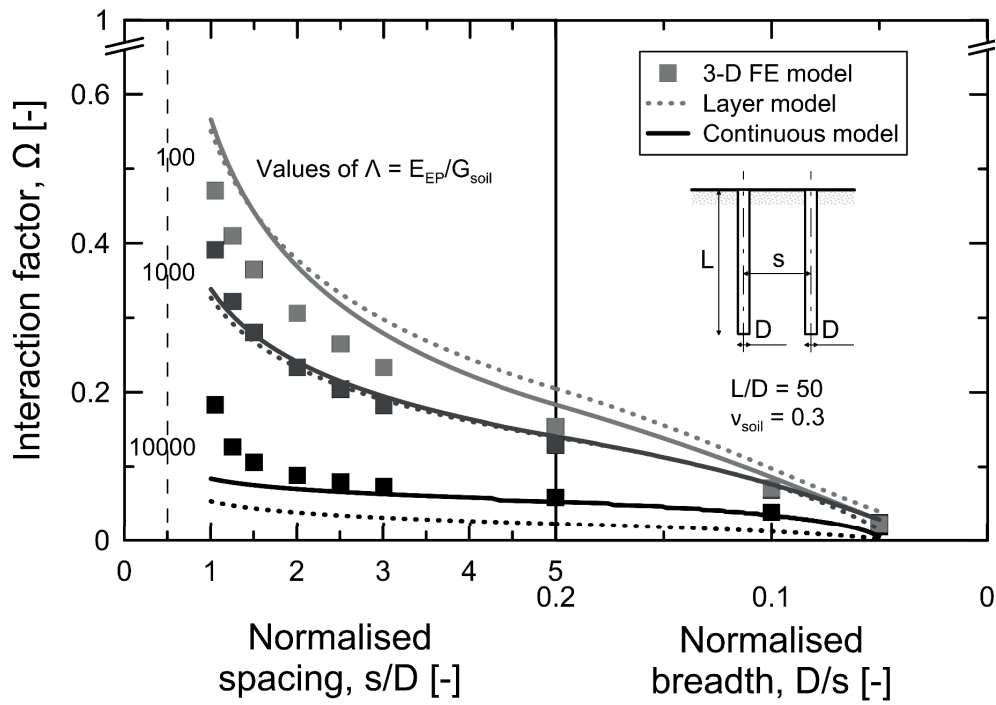 1
0.6
0.4
0.2
0
Interaction factor, Ω [-]
100
1000
10000
Values of Λ = E_EP/G_soil
3-D FE model
Layer model
Continuous model
L
s
D
D
L/D = 50
ν_soil = 0.3
0
1
2
3
4
5
0.2
0.1
0
Normalised
spacing, s/D [-]
Normalised
breadth, D/s [-]